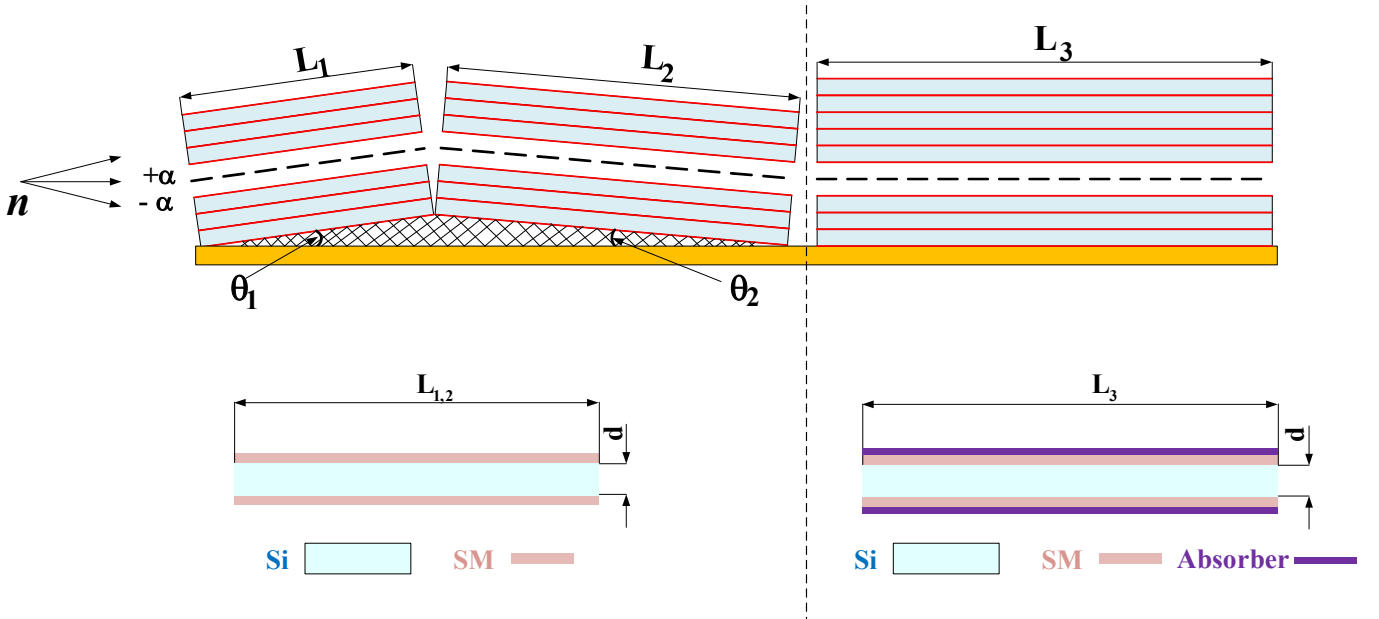 L1
L2
L3
+α
n
- α
θ1
θ2
L1,2
d
L3
d
Si
SM
Si
SM
Absorber